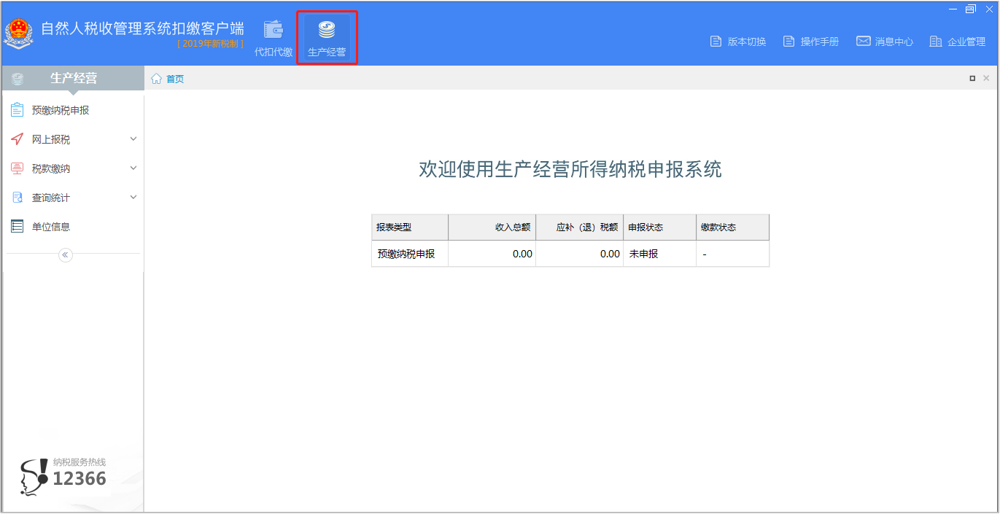 自然人税收管理系统扣缴客户端
[ 2019年新税制 ]
代扣代缴
生产经营
版本切换
操作手册
消息中心
企业管理
生产经营
首页
预缴纳税申报
网上报税
税款缴纳
查询统计
单位信息
欢迎使用生产经营所得纳税申报系统
报表类型 收入总额 应补（退）税额 申报状态 缴款状态
预缴纳税申报 0.00 0.00 未申报 -
纳税服务热线
12366